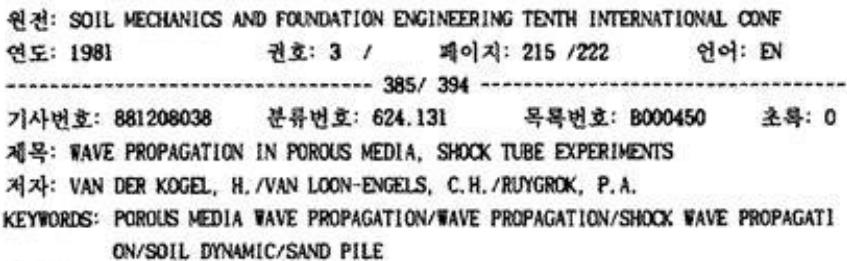 원전: SOIL MECHANICS AND FOUNDATION ENGINEERING TENTH INTERNATIONAL CONF
연도: 1981 권호: 3 / 페이지: 215 /222 언어: EN
-------------------------------- 385/ 394 --------------------------------
기사번호: 881208038 분류번호: 624.131 목록번호: B000450 초록: 0
제목: WAVE PROPAGATION IN POROUS MEDIA, SHOCK TUBE EXPERIMENTS
저자: VAN DER KOGEL, H./VAN LOON-ENGELS, C.H./RUYGROK, P.A.
KEYWORDS: POROUS MEDIA WAVE PROPAGATION/WAVE PROPAGATION/SHOCK WAVE PROPAGATI
ON/SOIL DYNAMIC/SAND PILE